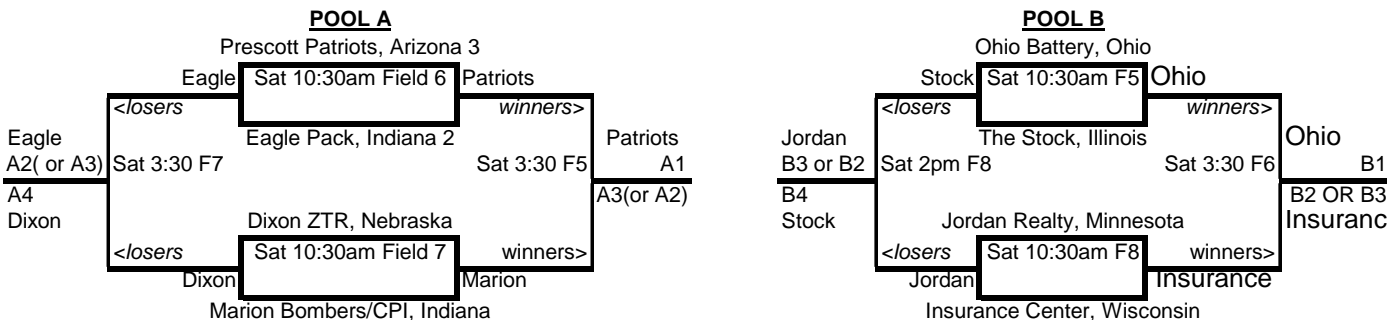 POOL A
Prescott Patriots, Arizona 3
Eagle Sat 10:30am Field 6 Patriots
<losers winners>
Eagle Eagle Pack, Indiana 2 Patriots
A2( or A3) Sat 3:30 F7 Sat 3:30 F5 A1
A4 A3(or A2)
Dixon Dixon ZTR, Nebraska
<losers Sat 10:30am Field 7 winners>
Dixon Marion
Marion Bombers/CPI, Indiana
POOL B
Ohio Battery, Ohio
Stock Sat 10:30am F5 Ohio
<losers winners>
Jordan The Stock, Illinois Ohio
B3 or B2 Sat 2pm F8 Sat 3:30 F6 B1
B4 B2 OR B3
Stock Jordan Realty, Minnesota Insuranc
<losers Sat 10:30am F8 winners>
Jordan Insurance
Insurance Center, Wisconsin